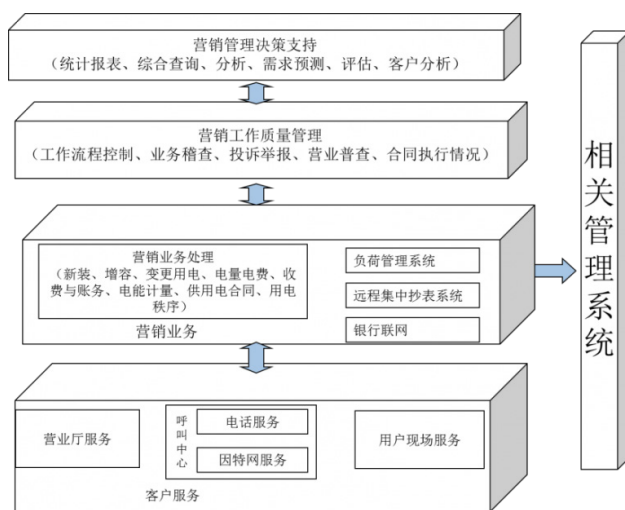 营销管理决策支持
（统计报表、综合查询、分析、需求预测、评估、客户分析）
营销工作质量管理
（工作流程控制、业务稽查、投诉举报、营业普查、合同执行情况）
营销业务处理
（新装、增容、变更用电、电量电费、收
费与账务、电能计量、供用电合同、用电
秩序）
营销业务
负荷管理系统
远程集中抄表系统
银行联网
营业厅服务
呼叫中心
电话服务
因特网服务
用户现场服务
客户服务
相关管理系统